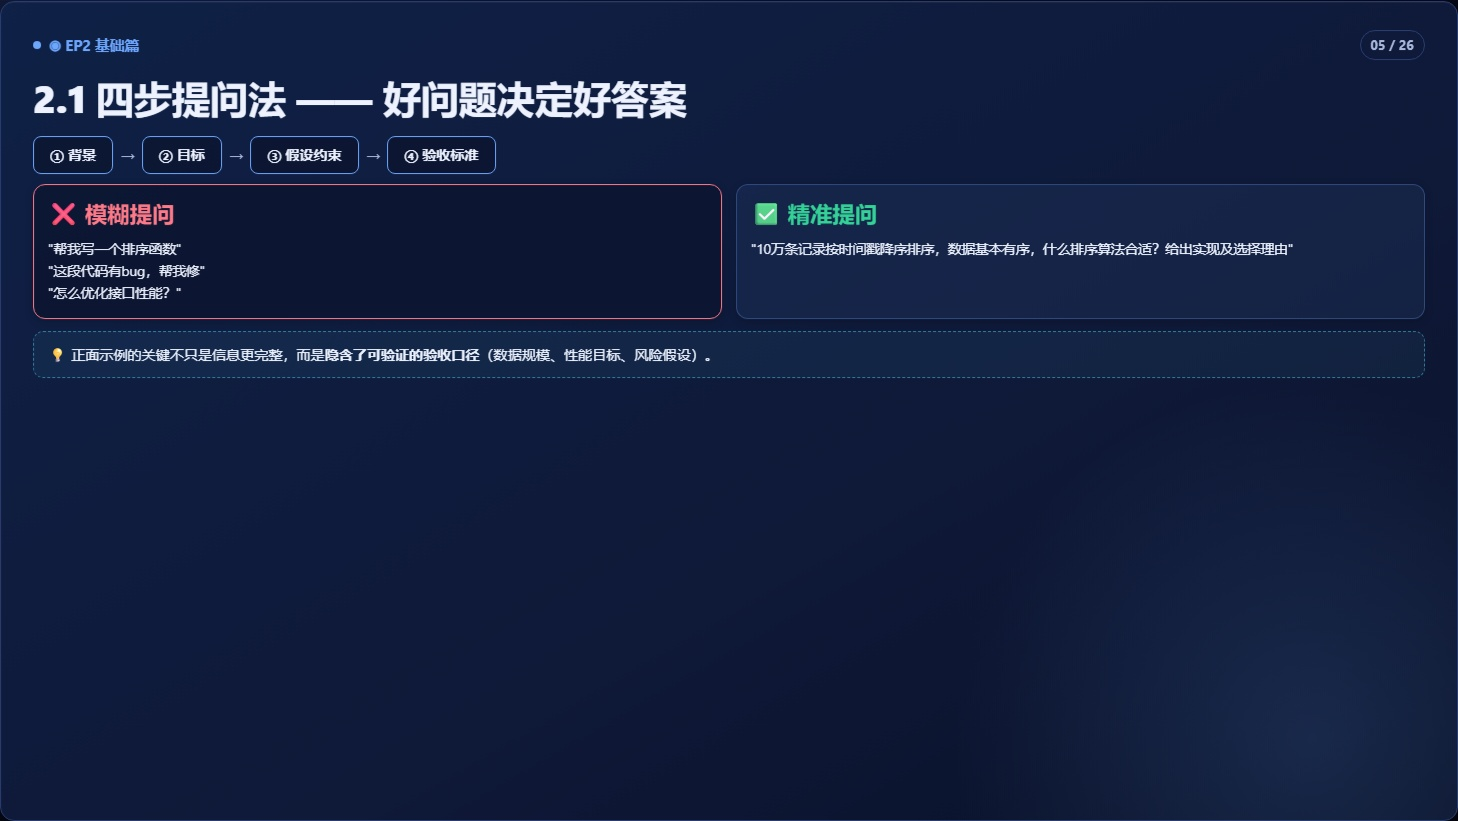 ◉ EP2 基础篇
05 / 26
2.1 四步提问法 —— 好问题决定好答案
① 背景 → ② 目标 → ③ 假设约束 → ④ 验收标准
❌ 模糊提问
"帮我写一个排序函数"
"这段代码有bug，帮我修"
"怎么优化接口性能？"
✅ 精准提问
"10万条记录按时间戳降序排序，数据基本有序，什么排序算法合适？给出实现及选择理由"
💡 正面示例的关键不只是信息更完整，而是隐含了可验证的验收口径（数据规模、性能目标、风险假设）。